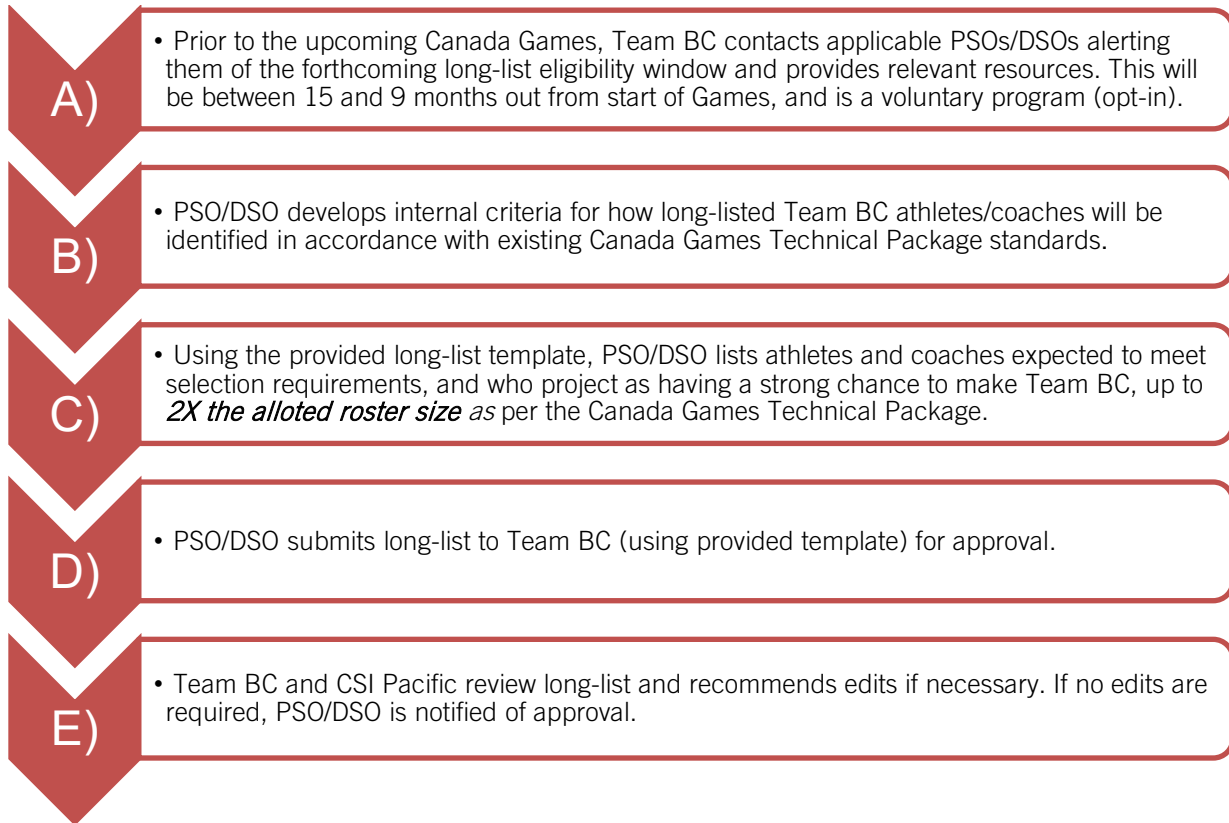 A)
• Prior to the upcoming Canada Games, Team BC contacts applicable PSOs/DSOs alerting
them of the forthcoming long-list eligibility window and provides relevant resources. This will
be between 15 and 9 months out from start of Games, and is a voluntary program (opt-in).
B)
• PSO/DSO develops internal criteria for how long-listed Team BC athletes/coaches will be
identified in accordance with existing Canada Games Technical Package standards.
C)
• Using the provided long-list template, PSO/DSO lists athletes and coaches expected to meet
selection requirements, and who project as having a strong chance to make Team BC, up to
2X the alloted roster size as per the Canada Games Technical Package.
D)
• PSO/DSO submits long-list to Team BC (using provided template) for approval.
E)
• Team BC and CSI Pacific review long-list and recommends edits if necessary. If no edits are
required, PSO/DSO is notified of approval.